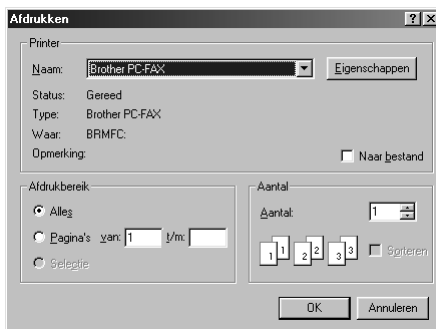 Afdrukken
Printer
Naam: Brother PC-FAX Eigenschappen
Status: Gereed
Type: Brother PC-FAX
Waar: BRMFC:
Opmerking: Naar bestand
Afdrukbereik
Alles
Pagina's van: 1 t/m:
Selectie
Aantal
Aantal: 1
1 1 2 2 3 3 Sorteren
OK Annuleren